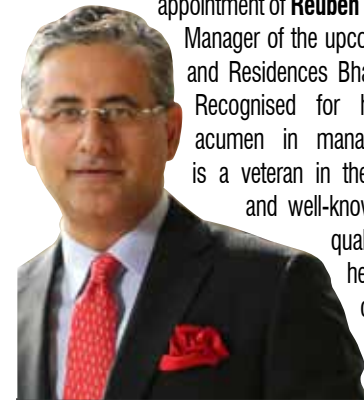 appointment of Reuben
Manager of the upco
and Residences Bha
Recognised for h
acumen in mana
is a veteran in the
and well-know
qual
he